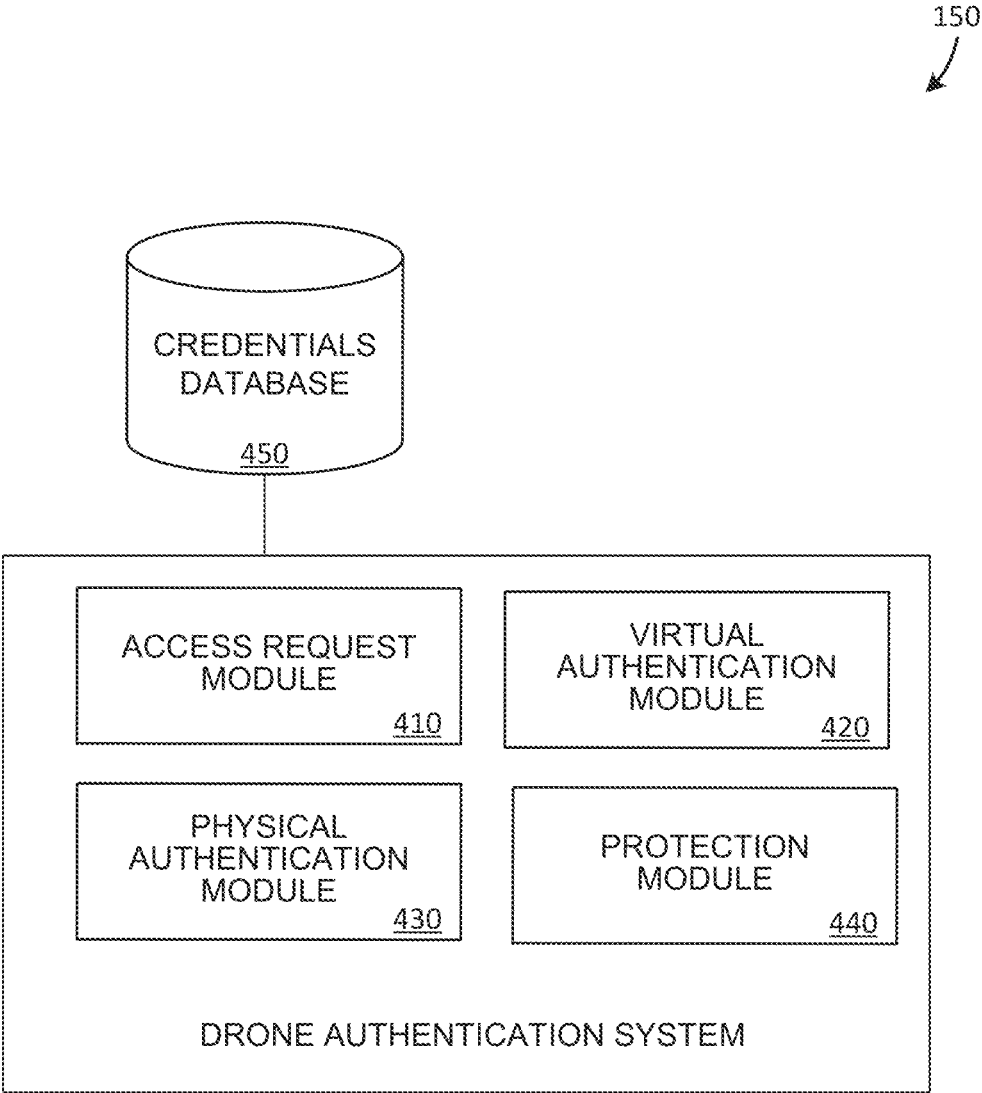 150
CREDENTIALS
DATABASE
450
ACCESS REQUEST
MODULE
410
VIRTUAL
AUTHENTICATION
MODULE
420
PHYSICAL
AUTHENTICATION
MODULE
430
PROTECTION
MODULE
440
DRONE AUTHENTICATION SYSTEM